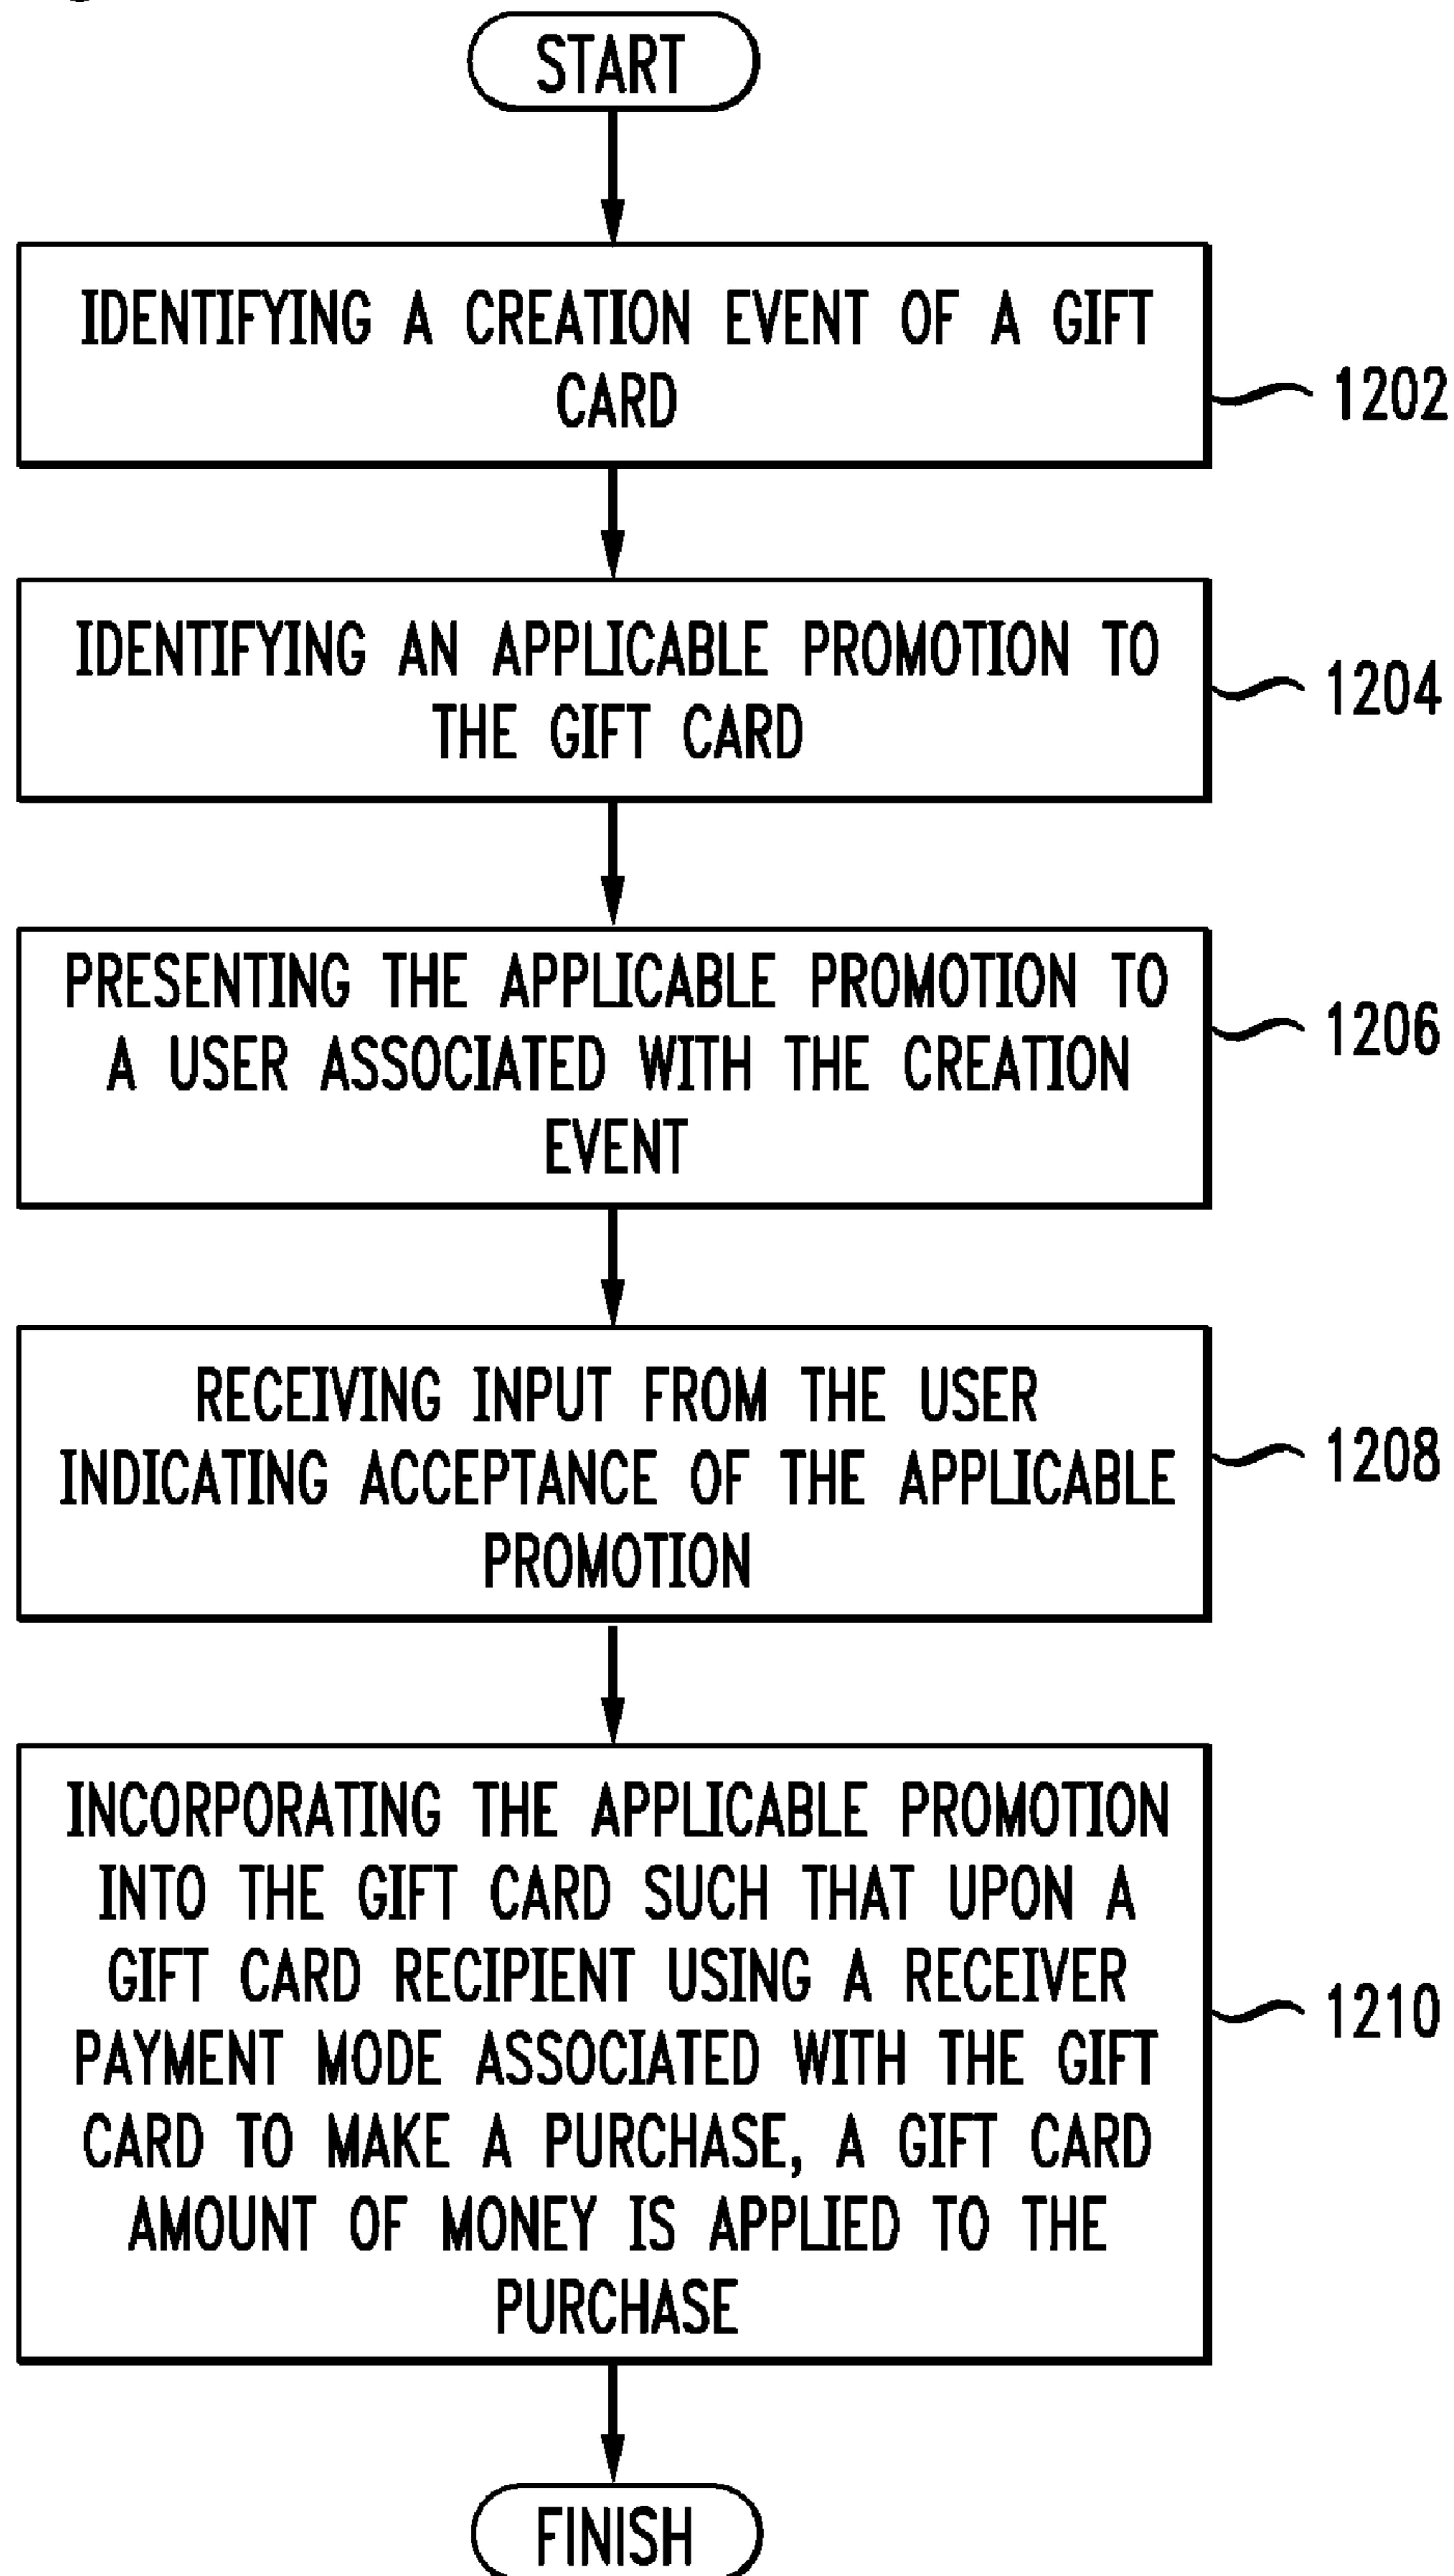 START
IDENTIFYING A CREATION EVENT OF A GIFT
CARD
1202
IDENTIFYING AN APPLICABLE PROMOTION TO
THE GIFT CARD
1204
PRESENTING THE APPLICABLE PROMOTION TO
A USER ASSOCIATED WITH THE CREATION
EVENT
1206
RECEIVING INPUT FROM THE USER
INDICATING ACCEPTANCE OF THE APPLICABLE
PROMOTION
1208
INCORPORATING THE APPLICABLE PROMOTION
INTO THE GIFT CARD SUCH THAT UPON A
GIFT CARD RECIPIENT USING A RECEIVER
PAYMENT MODE ASSOCIATED WITH THE GIFT
CARD TO MAKE A PURCHASE, A GIFT CARD
AMOUNT OF MONEY IS APPLIED TO THE
PURCHASE
1210
FINISH